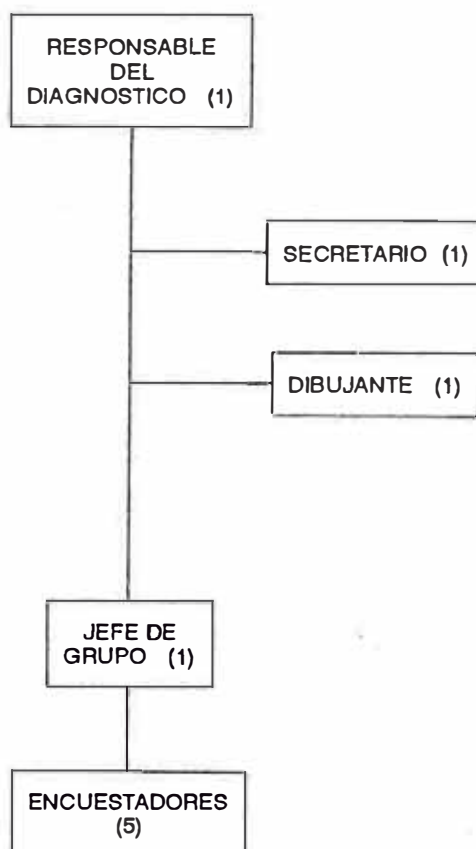 RESPONSABLE
DEL
DIAGNOSTICO (1)
SECRETARIO (1)
DIBUJANTE (1)
JEFE DE
GRUPO (1)
ENCUESTADORES
(5)